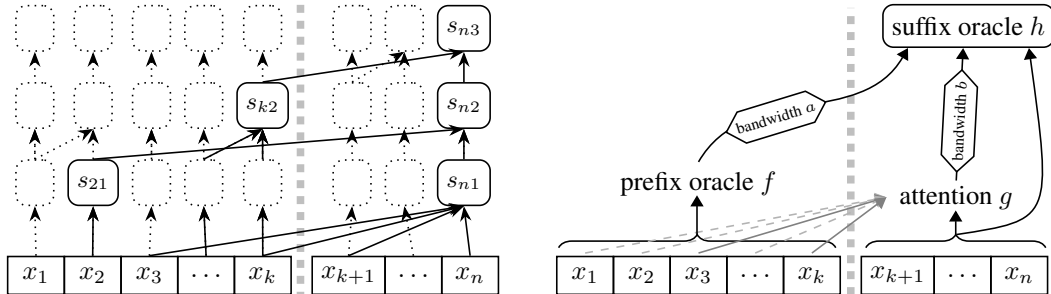 s_{n3}
s_{k2}
s_{n2}
s_{21}
s_{n1}
x_1 x_2 x_3 ... x_k x_{k+1} ... x_n
suffix oracle h
bandwidth a
bandwidth b
prefix oracle f
attention g
x_1 x_2 x_3 ... x_k x_{k+1} ... x_n